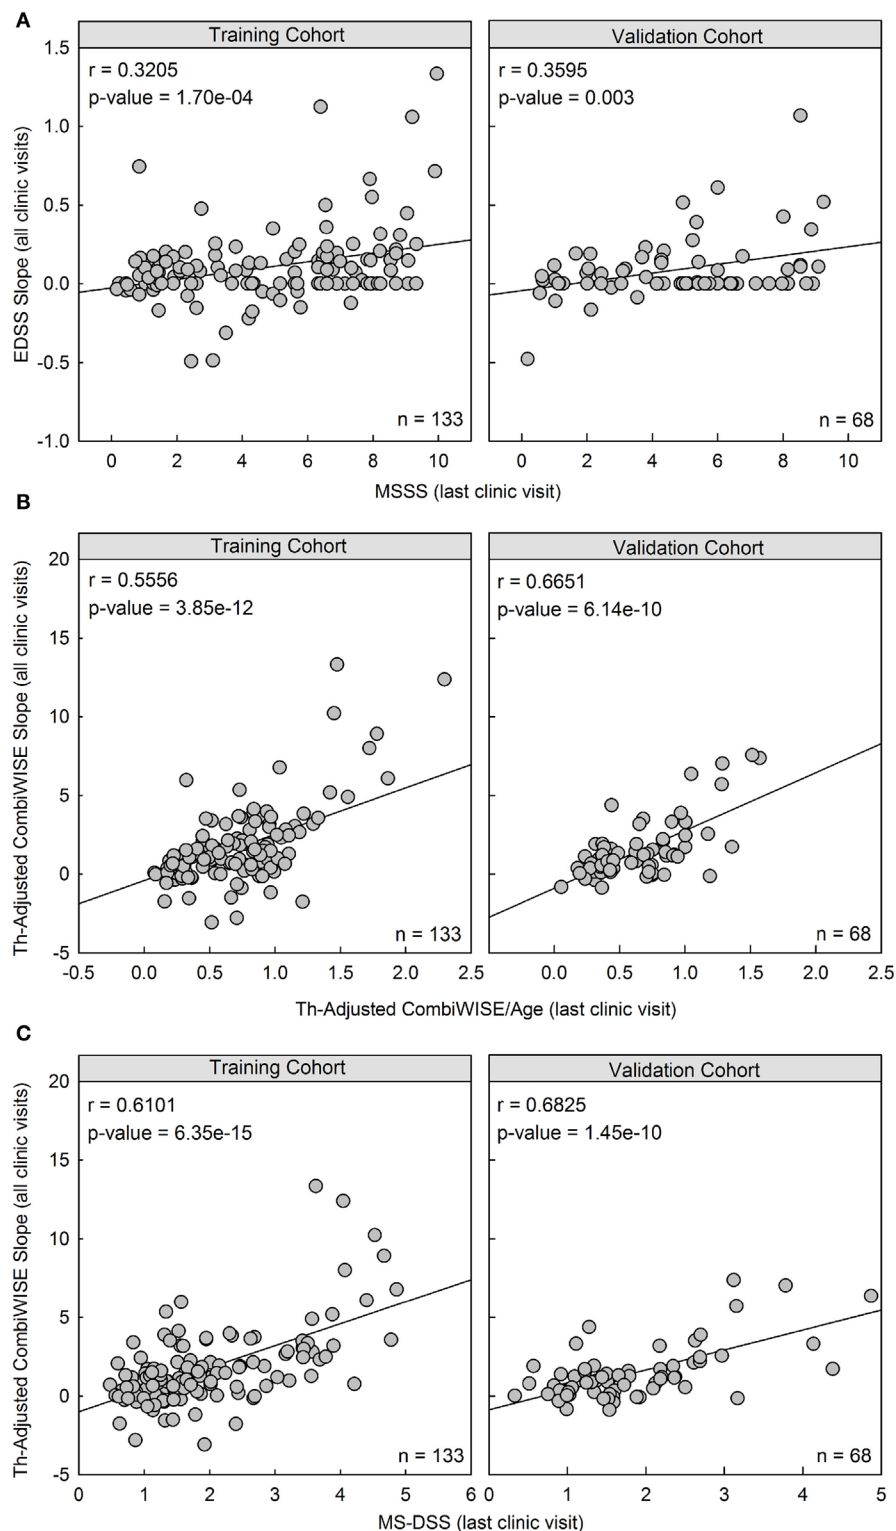 A
Training Cohort
Validation Cohort
r = 0.3205
p-value = 1.70e-04
r = 0.3595
p-value = 0.003
EDSS Slope (all clinic visits)
1.5
1.0
0.5
0.0
-0.5
-1.0
n = 133
n = 68
0 2 4 6 8 10
0 2 4 6 8 10
MSSS (last clinic visit)
B
Training Cohort
Validation Cohort
r = 0.5556
p-value = 3.85e-12
r = 0.6651
p-value = 6.14e-10
Th-Adjusted CombiWISE Slope (all clinic visits)
20
15
10
5
0
-5
n = 133
n = 68
-0.5 0.0 0.5 1.0 1.5 2.0 2.5
0.0 0.5 1.0 1.5 2.0 2.5
Th-Adjusted CombiWISE/Age (last clinic visit)
C
Training Cohort
Validation Cohort
r = 0.6101
p-value = 6.35e-15
r = 0.6825
p-value = 1.45e-10
Th-Adjusted CombiWISE Slope (all clinic visits)
20
15
10
5
0
-5
n = 133
n = 68
0 1 2 3 4 5 6
0 1 2 3 4 5
MS-DSS (last clinic visit)